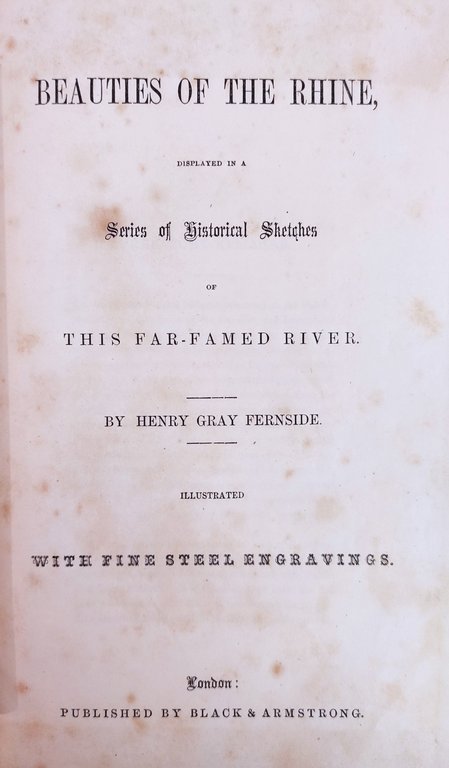 BEAUTIES OF THE RHINE,
DISPLAYED IN A
Series of Historical Sketches
OF
THIS FAR-FAMED RIVER.
BY HENRY GRAY FERNSIDE.
ILLUSTRATED
WITH FINE STEEL ENGRAVINGS.
London:
PUBLISHED BY BLACK & ARMSTRONG.